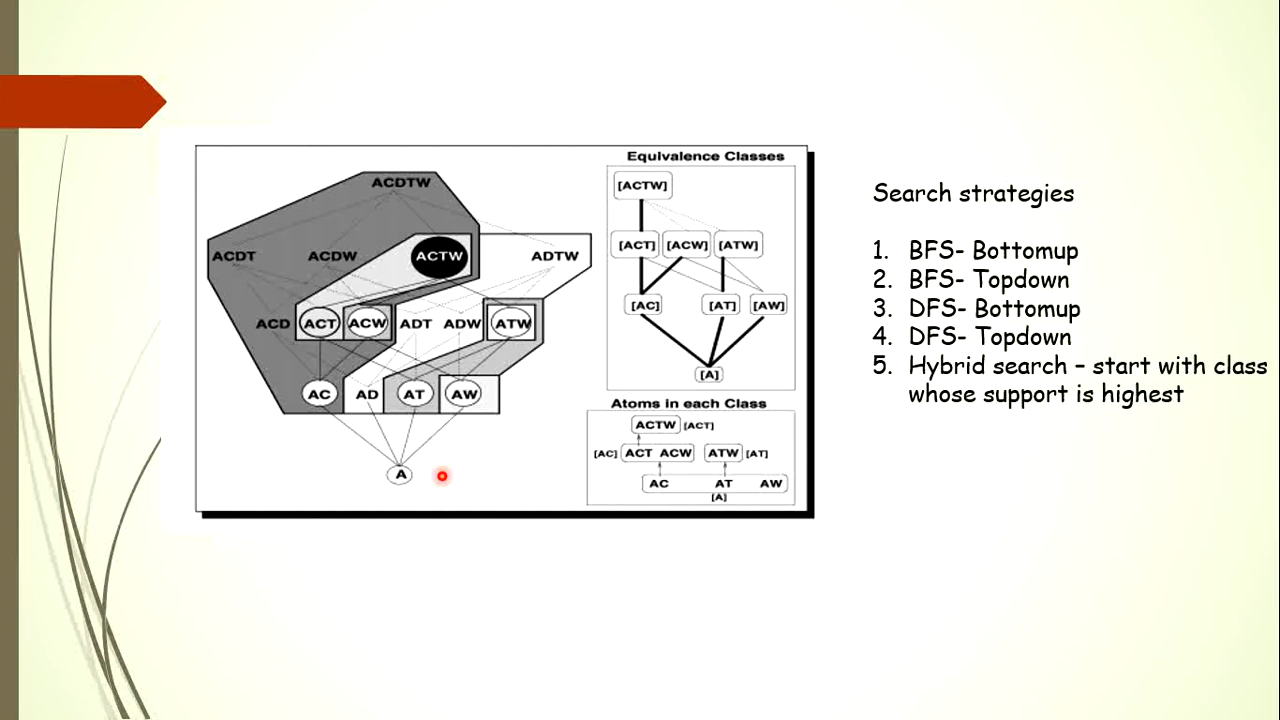 Equivalence Classes
ACDTW
[ACTW]
ACDT ACDW ACTW ADTW
[ACT] [ACW] [ATW]
ACD ACT ACW ADT ADW ATW
[AC] [AT] [AW]
AC AD AT AW
[A]
A
Atoms in each Class
ACTW [ACT]
[AC] ACT ACW ATW [AT]
AC AT AW
[A]
Search strategies
1. BFS- Bottomup
2. BFS- Topdown
3. DFS- Bottomup
4. DFS- Topdown
5. Hybrid search – start with class
whose support is highest